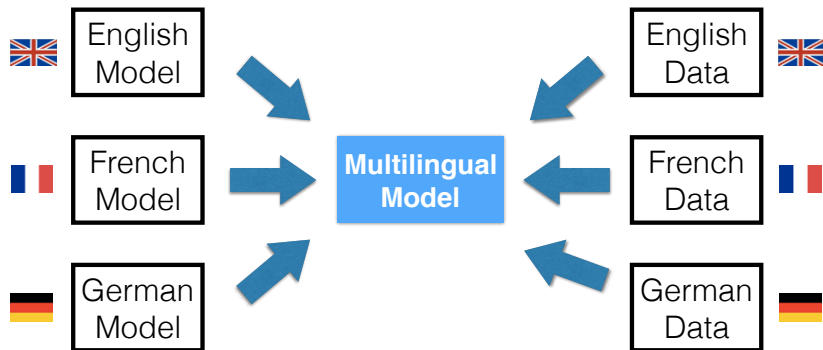 English
Model
French
Model
German
Model
Multilingual
Model
English
Data
French
Data
German
Data